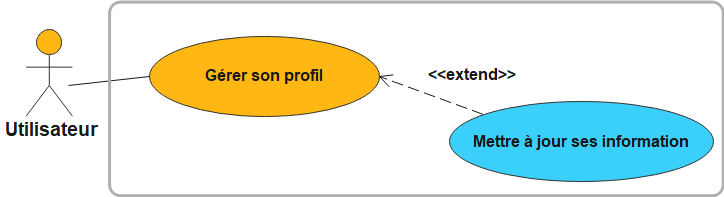 Gérer son profil
<<extend>>
Utilisateur
Mettre à jour ses information